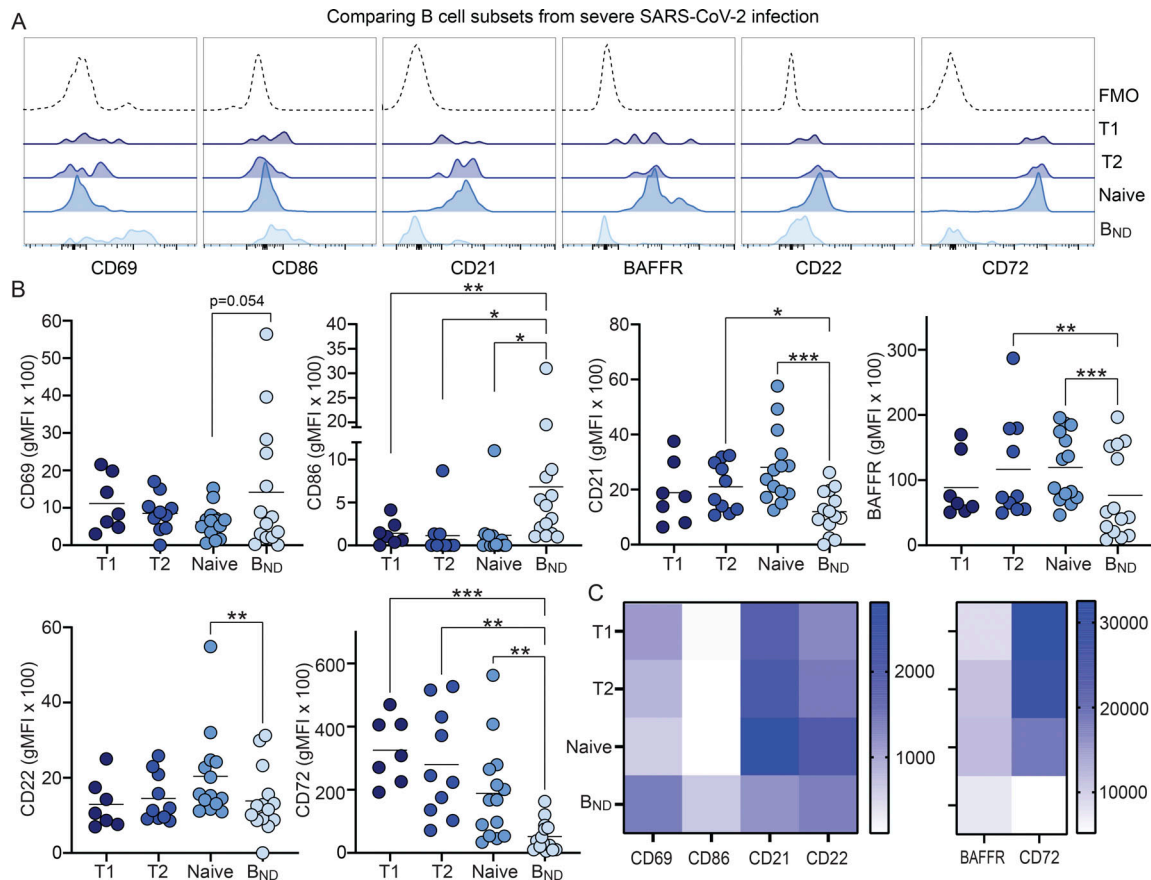 Comparing B cell subsets from severe SARS-CoV-2 infection
A
FMO
T1
T2
Naive
BND
CD69 CD86 CD21 BAFFR CD22 CD72
B
CD69 (gMFI x 100)
60
50
40
30
20
10
0
p=0.054
T1 T2 Naive BND
CD86 (gMFI x 100)
40
35
30
25
20
15
10
5
0
**
*
*
T1 T2 Naive BND
CD21 (gMFI x 100)
80
60
40
20
0
*
***
T1 T2 Naive BND
BAFFR (gMFI x 100)
300
200
100
0
**
***
T1 T2 Naive BND
CD22 (gMFI x 100)
60
40
20
0
**
T1 T2 Naive BND
CD72 (gMFI x 100)
600
400
200
0
***
**
**
T1 T2 Naive BND
C
T1
T2
Naive
BND
CD69 CD86 CD21 CD22
2000
1000
BAFFR CD72
30000
20000
10000